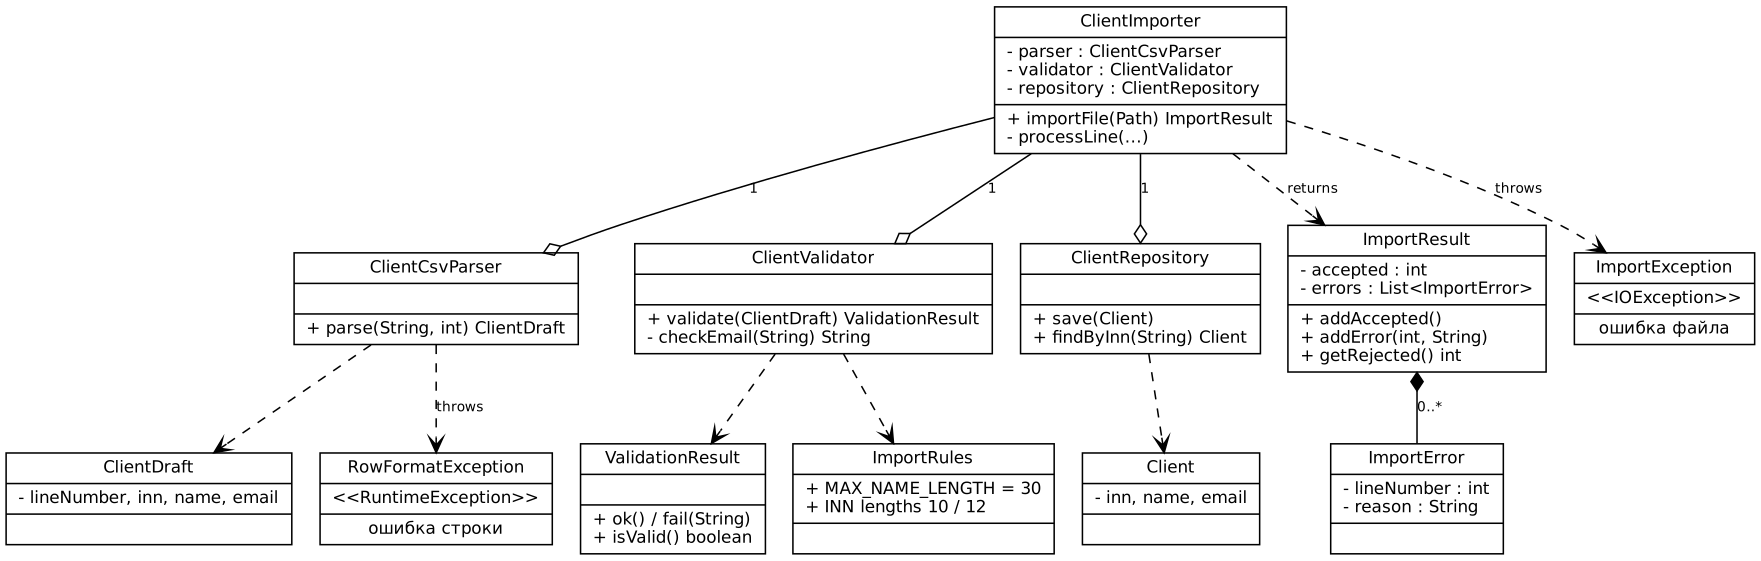 ClientImporter
- parser : ClientCsvParser
- validator : ClientValidator
- repository : ClientRepository
+ importFile(Path) ImportResult
- processLine(...)
1
1
1
returns
throws
ClientCsvParser
+ parse(String, int) ClientDraft
ClientValidator
+ validate(ClientDraft) ValidationResult
- checkEmail(String) String
ClientRepository
+ save(Client)
+ findByInn(String) Client
ImportResult
- accepted : int
- errors : List<ImportError>
+ addAccepted()
+ addError(int, String)
+ getRejected() int
ImportException
<<IOException>>
ошибка файла
throws
0..*
ClientDraft
- lineNumber, inn, name, email
RowFormatException
<<RuntimeException>>
ошибка строки
ValidationResult
+ ok() / fail(String)
+ isValid() boolean
ImportRules
+ MAX_NAME_LENGTH = 30
+ INN lengths 10 / 12
Client
- inn, name, email
ImportError
- lineNumber : int
- reason : String